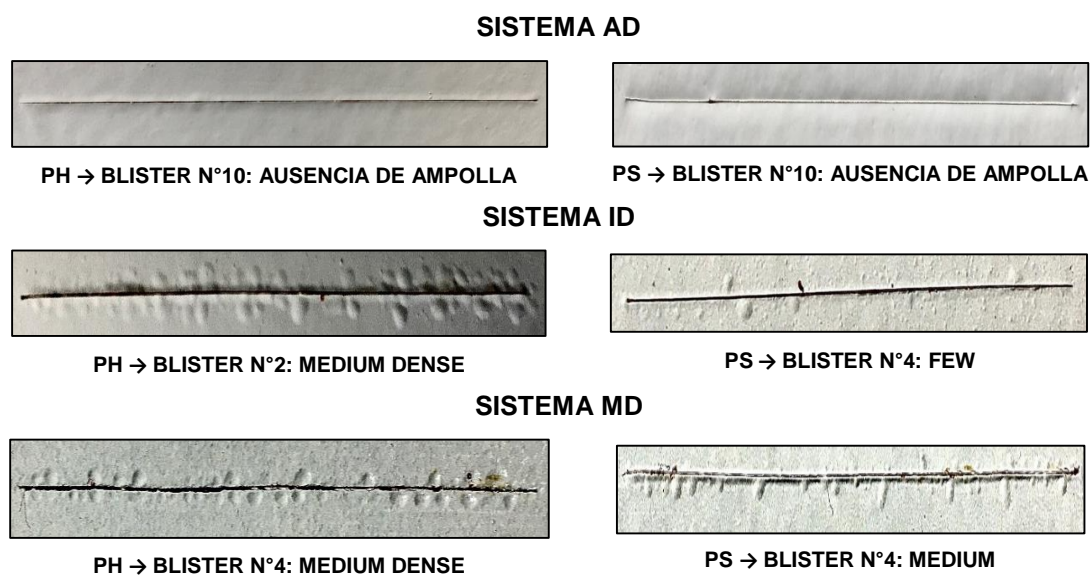 SISTEMA AD
PH → BLISTER N°10: AUSENCIA DE AMPOLLA
PS → BLISTER N°10: AUSENCIA DE AMPOLLA
SISTEMA ID
PH → BLISTER N°2: MEDIUM DENSE
PS → BLISTER N°4: FEW
SISTEMA MD
PH → BLISTER N°4: MEDIUM DENSE
PS → BLISTER N°4: MEDIUM